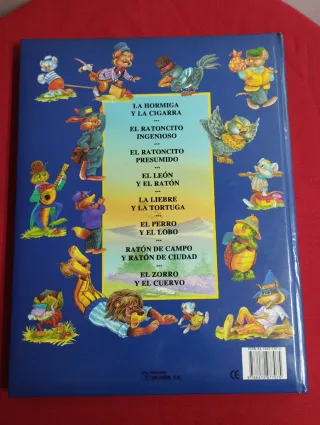 LA HORMIGA
Y LA CIGARRA
EL RATONCITO
INGENIOSO
EL RATONCITO
PRESUMIDO
EL LEÓN
Y EL RATÓN
LA LIEBRE
Y LA TORTUGA
EL PERRO
Y EL LOBO
RATÓN DE CAMPO
Y RATÓN DE CIUDAD
EL ZORRO
Y EL CUERVO
CE